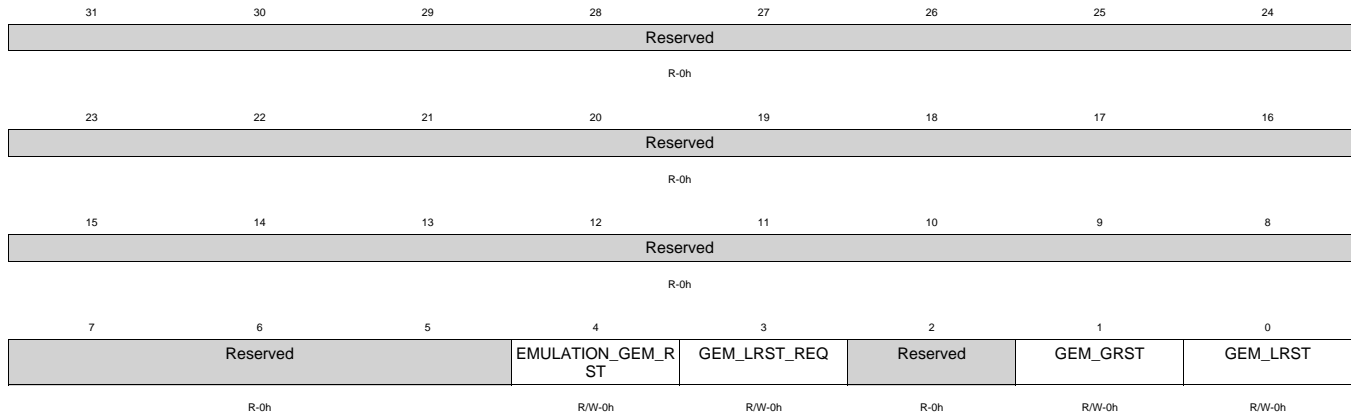 31 30 29 28 27 26 25 24
Reserved
R-0h
23 22 21 20 19 18 17 16
Reserved
R-0h
15 14 13 12 11 10 9 8
Reserved
R-0h
7 6 5 4 3 2 1 0
Reserved EMULATION_GEM_R GEM_LRST_REQ Reserved GEM_GRST GEM_LRST
ST
R-0h R/W-0h R/W-0h R-0h R/W-0h R/W-0h